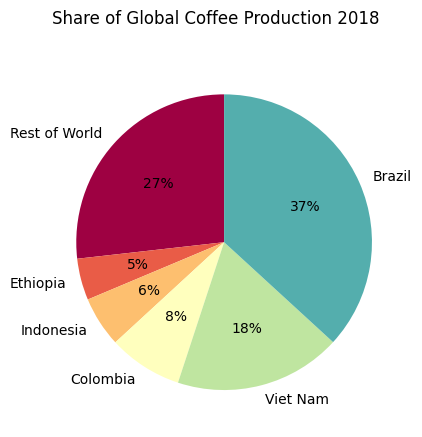 Share of Global Coffee Production 2018
Rest of World
27%
37%
Brazil
Ethiopia
5%
6%
Indonesia
8%
18%
Colombia
Viet Nam